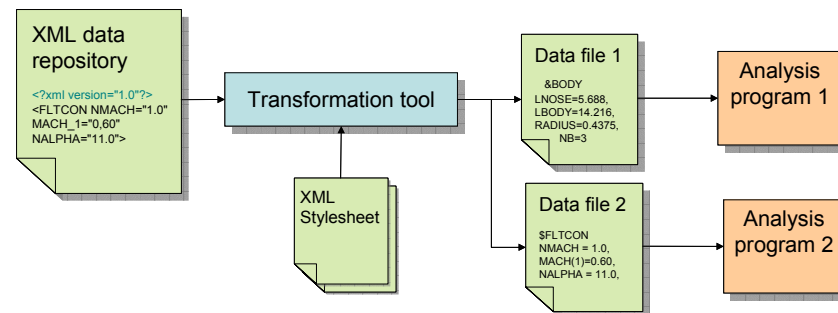 XML data
repository
<?xml version="1.0"?>
<FLTCON NMACH="1.0"
MACH_1="0,60"
NALPHA="11.0">
Transformation tool
XML
Stylesheet
Data file 1
&BODY
LNOSE=5.688,
LBODY=14.216,
RADIUS=0.4375,
NB=3
Analysis
program 1
Data file 2
$FLTCON
NMACH = 1.0,
MACH(1)=0.60,
NALPHA = 11.0,
Analysis
program 2